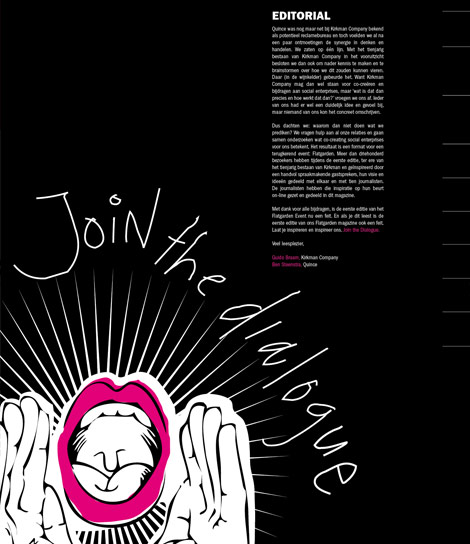 EDITORIAL
Quince was nog maar net bij Kirkman Company bekend
als potentieel reclamebureau en toch voelden we al na
een paar ontmoetingen de synergie in denken en
handelen. We zaten op één lijn. Met het tienjarig
bestaan van Kirkman Company in het vooruitzicht
besloten we dan ook om nader kennis te maken en te
brainstormen over hoe we dit zouden kunnen vieren.
Daar (in de wijnkelder) gebeurde het. Want Kirkman
Company mag dan wel staan voor co-creëren en
bijdragen aan social enterprises, maar 'wat is dat dan
precies en hoe werkt dat dan?' vroegen we ons af. Ieder
van ons had er wel een duidelijk idee en gevoel bij,
maar niemand van ons kon het concreet omschrijven.
Dus dachten we: waarom dan niet doen wat we
prediken? We vragen hulp aan al onze relaties en gaan
samen onderzoeken wat co-creating social enterprises
voor ons betekent. Het resultaat is een format voor een
terugkerend event: Flatgarden. Meer dan driehonderd
bezoekers hebben tijdens de eerste editie, ter ere van
het tienjarig bestaan van Kirkman en geïnspireerd door
een handvol spraakmakende gastsprekers, hun visie en
ideeën gedeeld met elkaar en met tien journalisten.
De journalisten hebben die inspiratie op hun beurt
on-line gezet en gedeeld in dit magazine.
Met dank voor alle bijdragen, is de eerste editie van het
Flatgarden Event nu een feit. En als je dit leest is de
eerste editie van ons Flatgarden magazine ook een feit.
Laat je inspireren en inspireer ons. Join the Dialogue.
Veel leesplezier,
Guido Braam, Kirkman Company
Ben Steenstra, Quince
Join the dialogue